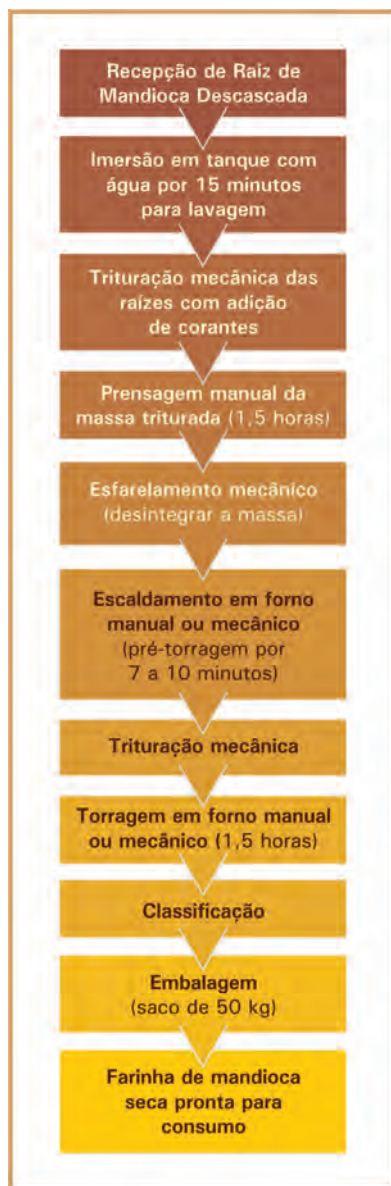 Recepção de Raiz de
Mandioca Descascada
Imersão em tanque com
água por 15 minutos
para lavagem
Trituração mecânica das
raízes com adição
de corantes
Prensagem manual da
massa triturada (1,5 horas)
Esfarelamento mecânico
(desintegrar a massa)
Escaldamento em forno
manual ou mecânico
(pré-torragem por
7 a 10 minutos)
Trituração mecânica
Torragem em forno manual
ou mecânico (1,5 horas)
Classificação
Embalagem
(saco de 50 kg)
Farinha de mandioca
seca pronta para
consumo